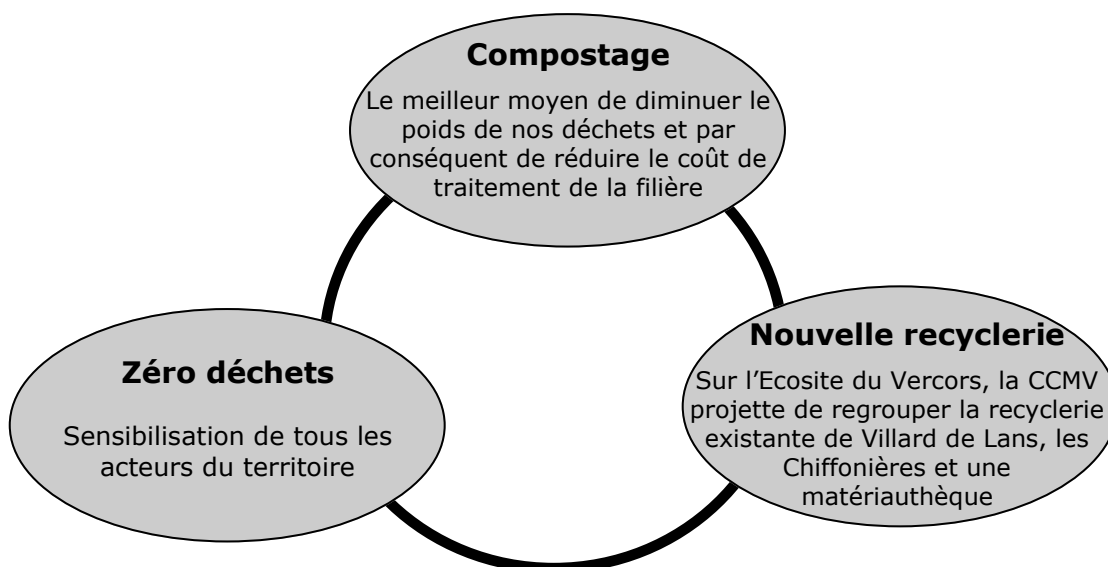 Compostage
Le meilleur moyen de diminuer le
poids de nos déchets et par
conséquent de réduire le coût de
traitement de la filière
Zéro déchets
Sensibilisation de tous les
acteurs du territoire
Nouvelle recyclerie
Sur l’Ecosite du Vercors, la CCMV
projette de regrouper la recyclerie
existante de Villard de Lans, les
Chiffonières et une
matériauthèque